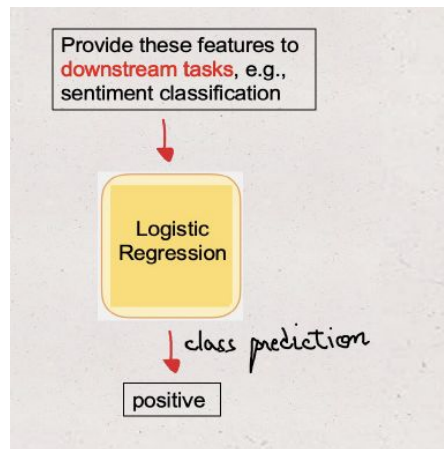 Provide these features to
downstream tasks, e.g.,
sentiment classification
Logistic
Regression
class prediction
positive